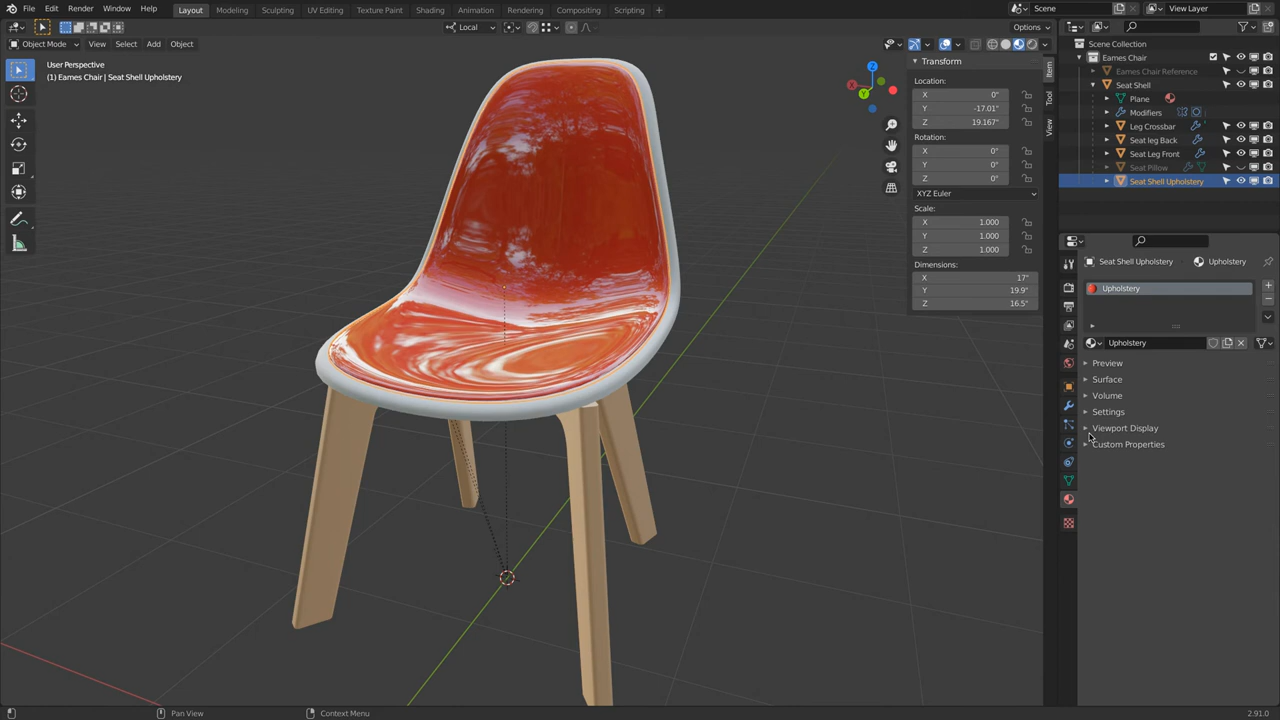 File Edit Render Window Help Layout Modeling Sculpting UV Editing Texture Paint Shading Animation Rendering Compositing Scripting + Scene View Layer
Local Options
Object Mode View Select Add Object
User Perspective
(1) Eames Chair | Seat Shell Upholstery
Transform
Location:
X 0"
Y -17.01"
Z 19.167"
Rotation:
X 0°
Y 0°
Z 0°
XYZ Euler
Scale:
X 1.000
Y 1.000
Z 1.000
Dimensions:
X 17"
Y 19.9"
Z 16.5"
Item
Tool
View
X
Y
Z
Scene Collection
Eames Chair
Eames Chair Reference
Seat Shell
Plane
Modifiers
Leg Crossbar
Seat leg Back
Seat Leg Front
Seat Pillow
Seat Shell Upholstery
Seat Shell Upholstery Upholstery
Upholstery
Upholstery
Preview
Surface
Volume
Settings
Viewport Display
Custom Properties
Pan View Context Menu 2.91.0